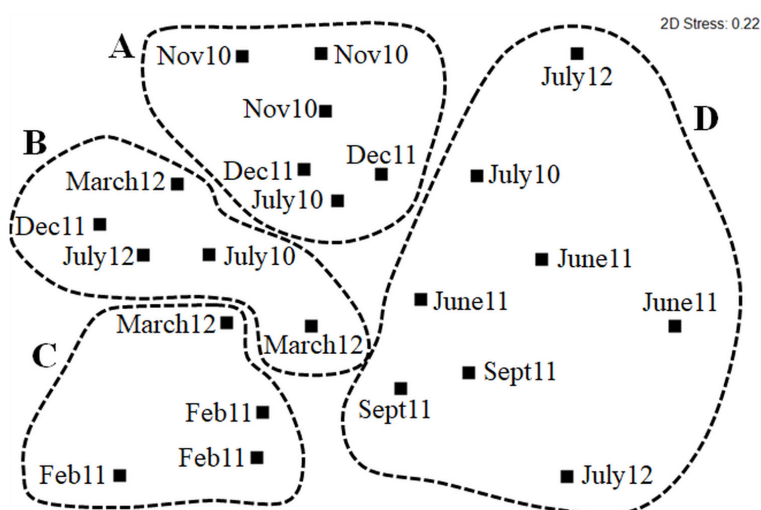 2D Stress: 0.22
A
Nov10
Nov10
Nov10
Dec11
Dec11
July10
B
March12
Dec11
July12
July10
March12
C
March12
Feb11
Feb11
Feb11
D
July12
July10
June11
June11
June11
Sept11
Sept11
July12